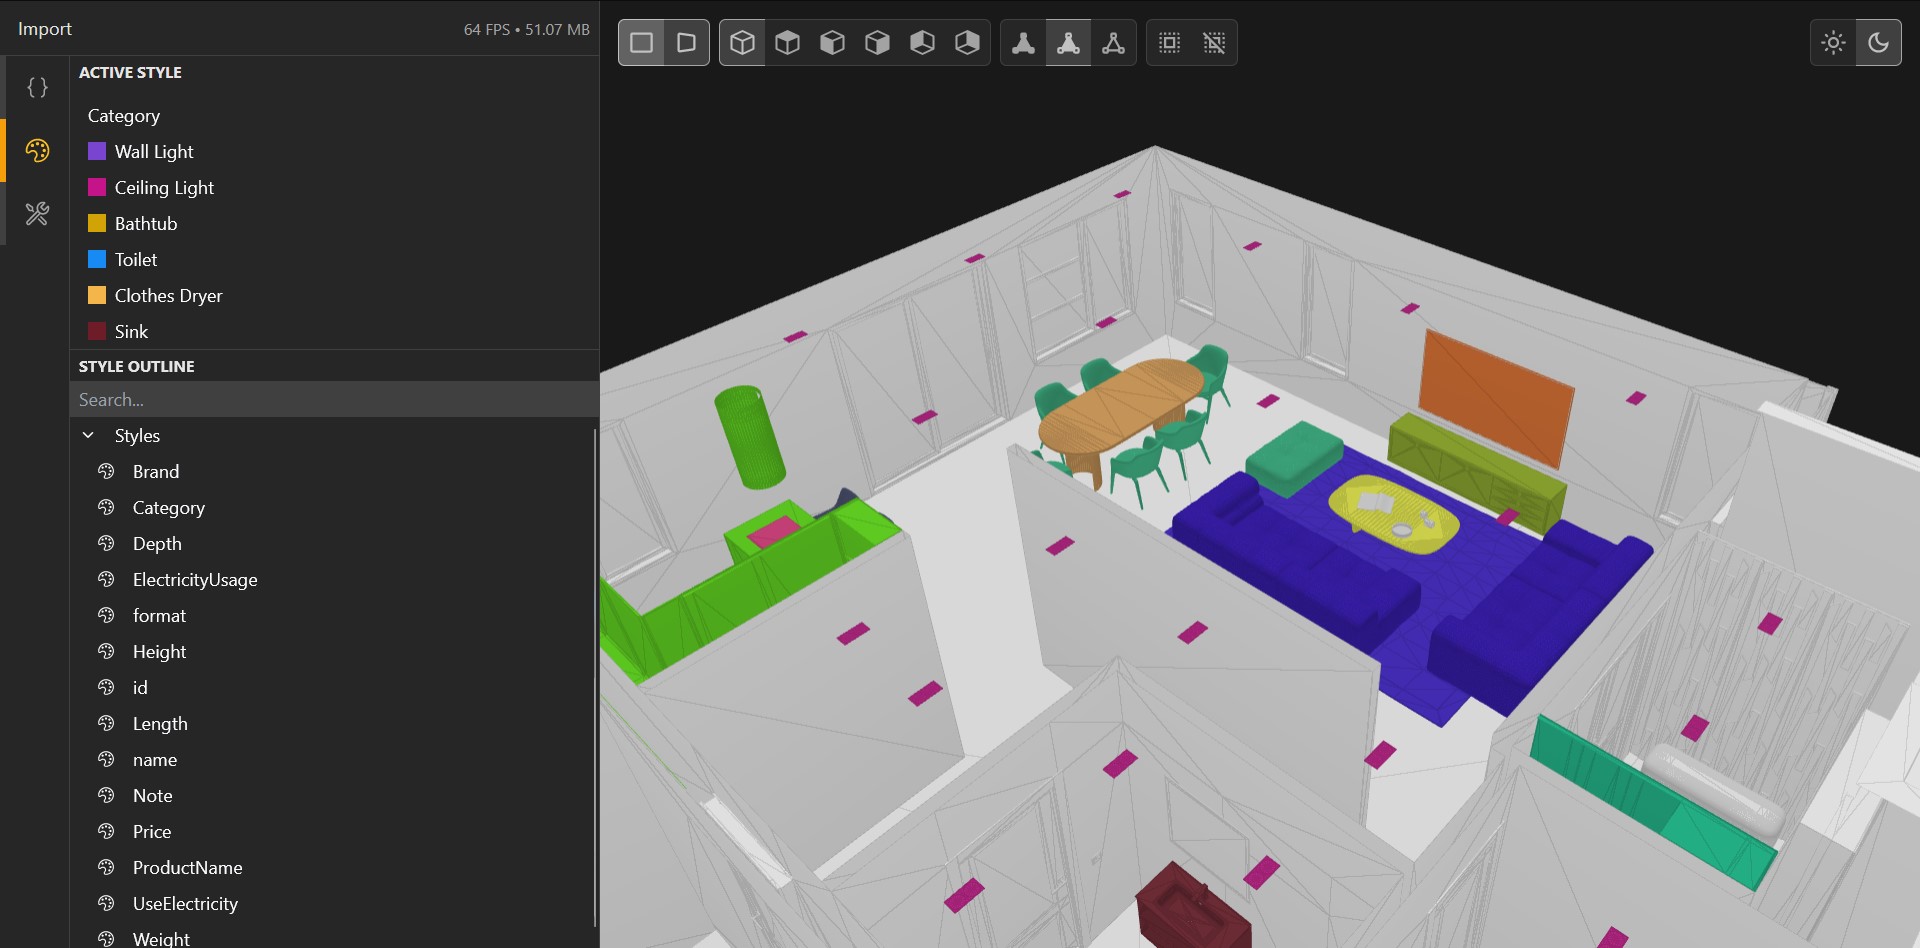 Import
64 FPS • 51.07 MB
ACTIVE STYLE
Category
Wall Light
Ceiling Light
Bathtub
Toilet
Clothes Dryer
Sink
STYLE OUTLINE
Search...
Styles
Brand
Category
Depth
ElectricityUsage
format
Height
id
Length
name
Note
Price
ProductName
UseElectricity
Weight